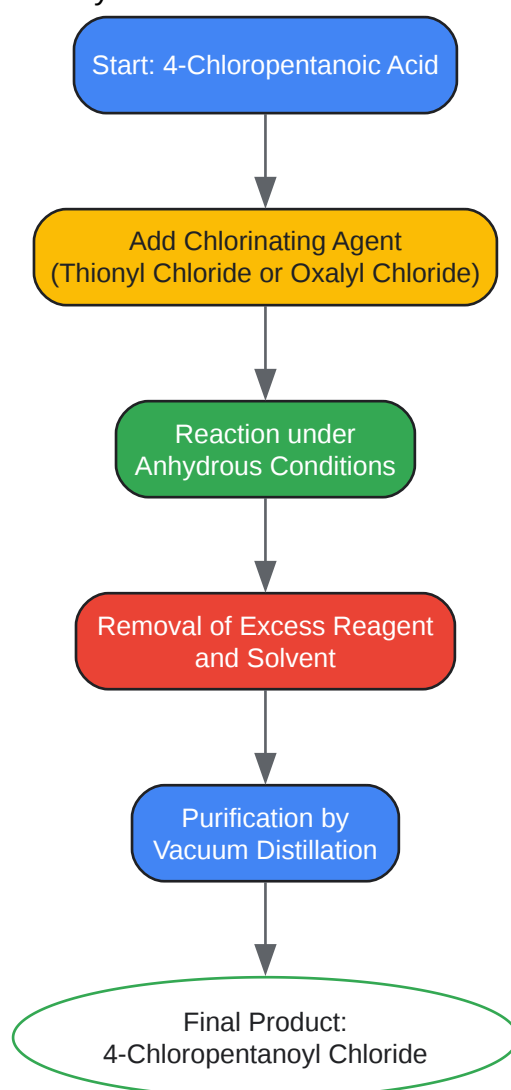 Start: 4-Chloropentanoic Acid
Add Chlorinating Agent
(Thionyl Chloride or Oxalyl Chloride)
Reaction under
Anhydrous Conditions
Removal of Excess Reagent
and Solvent
Purification by
Vacuum Distillation
Final Product:
4-Chloropentanoyl Chloride